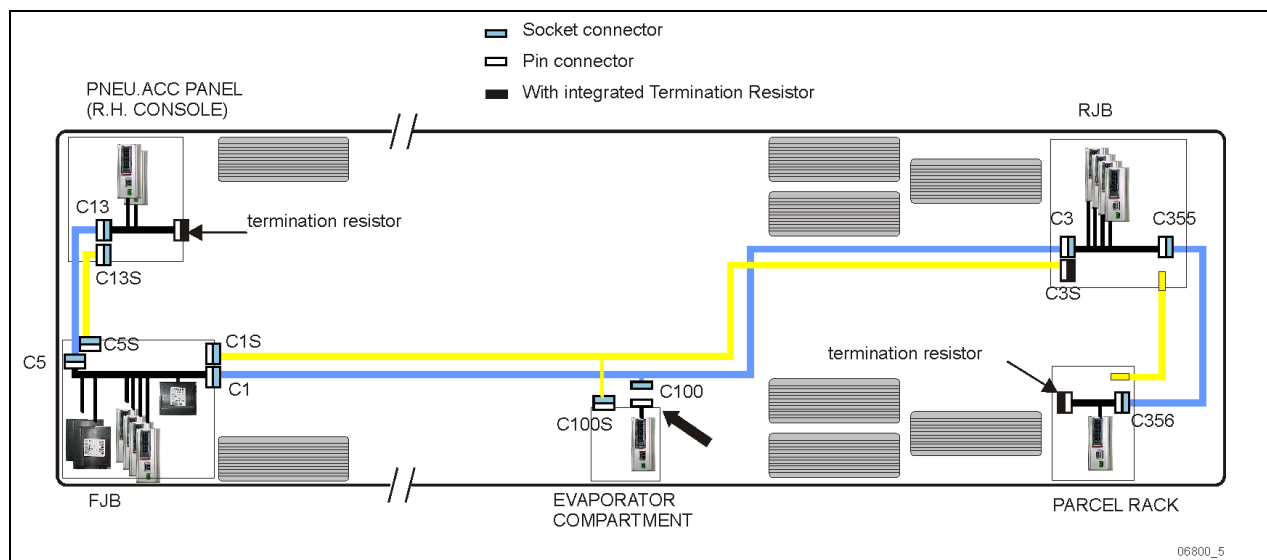 Socket connector
Pin connector
With integrated Termination Resistor
PNEU.ACC PANEL
(R.H. CONSOLE)
RJB
C13
termination resistor
C3
C355
C13S
C3S
C5S
C1S
C5
termination resistor
C1
C100
C100S
C356
FJB
EVAPORATOR
COMPARTMENT
PARCEL RACK
06800_5